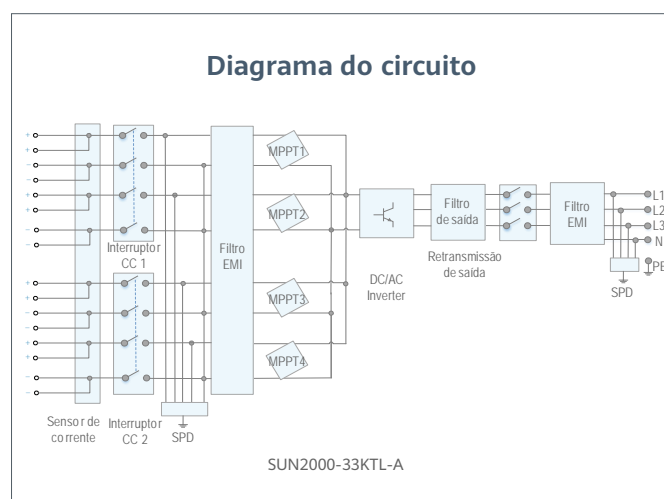 Diagrama do circuito
MPPT1
MPPT2
MPPT3
MPPT4
Interruptor
CC 1
Filtro
EMI
DC/AC
Inverter
Filtro
de saída
Retransmissão
de saída
Filtro
EMI
L1
L2
L3
N
PE
SPD
Sensor de
corrente
Interruptor
CC 2
SPD
SUN2000-33KTL-A